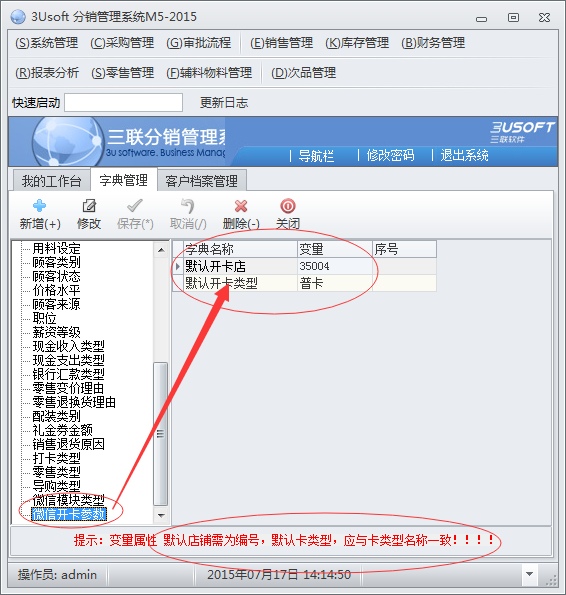 3Usoft 分销管理系统M5-2015
(S)系统管理 (C)采购管理 (G)审批流程 (E)销售管理 (K)库存管理 (B)财务管理
(R)报表分析 (S)零售管理 (F)辅料物料管理 (D)次品管理
快速启动 更新日志
三联分销管理系
3u software. Business Manag
3USOFT
三联软件
导航栏 | 修改密码 | 退出系统
我的工作台 字典管理 客户档案管理
新增(+) 修改 保存(*) 取消(/) 删除(-) 关闭
用料设定
顾客类别
顾客状态
价格水平
顾客来源
职位
薪资等级
现金收入类型
现金支出类型
银行汇款类型
零售变价理由
零售退换货理由
配装类别
礼金券金额
销售退货原因
打卡类型
零售类型
导购类型
微信模块类型
微信开卡参数
字典名称 变量 序号
默认开卡店 35004
默认开卡类型 普卡
提示: 变量属性 默认店铺需为编号，默认卡类型，应与卡类型名称一致！！！！
操作员: admin 2015年07月17日 14:14:50